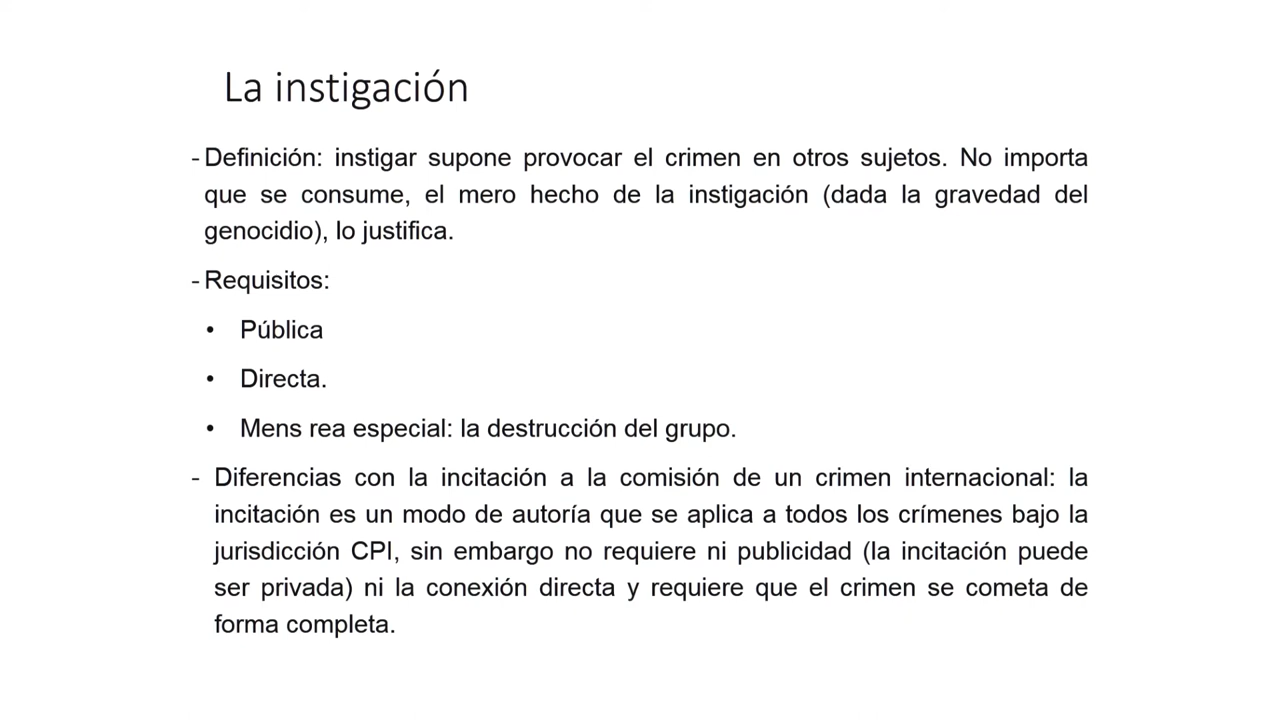 La instigación
- Definición: instigar supone provocar el crimen en otros sujetos. No importa
que se consume, el mero hecho de la instigación (dada la gravedad del
genocidio), lo justifica.
- Requisitos:
• Pública
• Directa.
• Mens rea especial: la destrucción del grupo.
- Diferencias con la incitación a la comisión de un crimen internacional: la
incitación es un modo de autoría que se aplica a todos los crímenes bajo la
jurisdicción CPI, sin embargo no requiere ni publicidad (la incitación puede
ser privada) ni la conexión directa y requiere que el crimen se cometa de
forma completa.